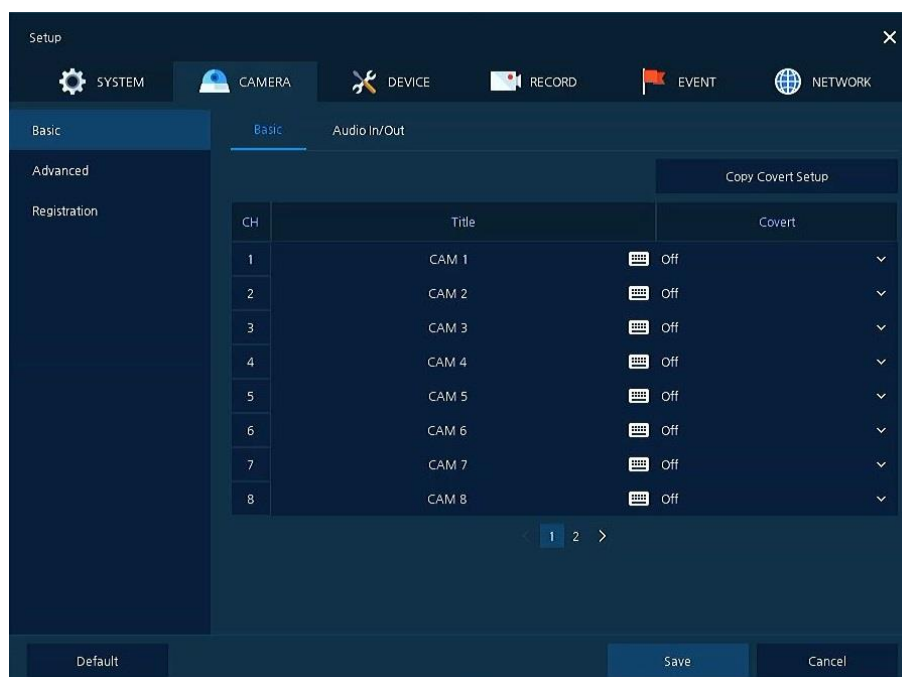 Setup
SYSTEM CAMERA DEVICE RECORD EVENT NETWORK
Basic
Advanced
Registration
Basic Audio In/Out
Copy Covert Setup
CH Title Covert
1 CAM 1 Off
2 CAM 2 Off
3 CAM 3 Off
4 CAM 4 Off
5 CAM 5 Off
6 CAM 6 Off
7 CAM 7 Off
8 CAM 8 Off
1 2
Default Save Cancel